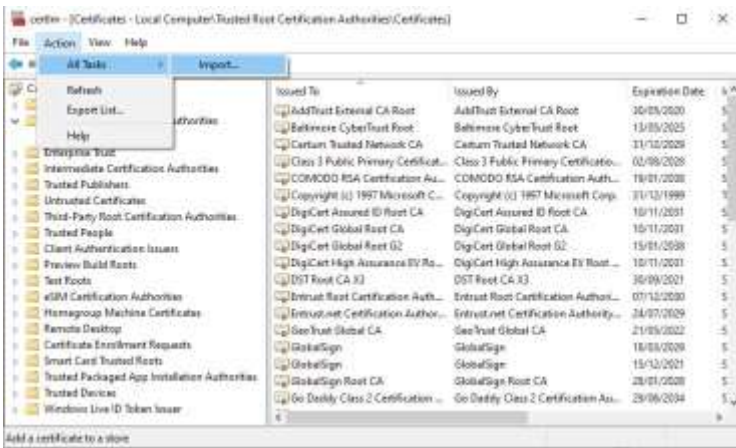 certlm - [Certificates - Local Computer\Trusted Root Certification Authorities\Certificates]
File Action View Help
All Tasks
Import...
Refresh
Export List...
Help
Issued To Issued By Expiration Date
uthorities
Enterprise Trust
Intermediate Certification Authorities
Trusted Publishers
Untrusted Certificates
Third-Party Root Certification Authorities
Trusted People
Client Authentication Issuers
Preview Build Roots
Test Roots
eSIM Certification Authorities
Homegroup Machine Certificates
Remote Desktop
Certificate Enrollment Requests
Smart Card Trusted Roots
Trusted Packaged App Installation Authorities
Trusted Devices
Windows Live ID Token Issuer
AddTrust External CA Root AddTrust External CA Root 30/05/2020
Baltimore CyberTrust Root Baltimore CyberTrust Root 13/05/2025
Certum Trusted Network CA Certum Trusted Network CA 31/12/2029
Class 3 Public Primary Certificat... Class 3 Public Primary Certificatio... 02/08/2028
COMODO RSA Certification Au... COMODO RSA Certification Auth... 19/01/2038
Copyright (c) 1997 Microsoft C... Copyright (c) 1997 Microsoft Corp. 31/12/1999
DigiCert Assured ID Root CA DigiCert Assured ID Root CA 10/11/2031
DigiCert Global Root CA DigiCert Global Root CA 10/11/2031
DigiCert Global Root G2 DigiCert Global Root G2 15/01/2038
DigiCert High Assurance EV Ro... DigiCert High Assurance EV Root ... 10/11/2031
DST Root CA X3 DST Root CA X3 30/09/2021
Entrust Root Certification Auth... Entrust Root Certification Authori... 07/12/2030
Entrust.net Certification Author... Entrust.net Certification Authority... 24/07/2029
GeoTrust Global CA GeoTrust Global CA 21/05/2022
GlobalSign GlobalSign 18/03/2029
GlobalSign GlobalSign 15/12/2021
GlobalSign Root CA GlobalSign Root CA 28/01/2028
Go Daddy Class 2 Certification ... Go Daddy Class 2 Certification Au... 29/06/2034
Add a certificate to a store